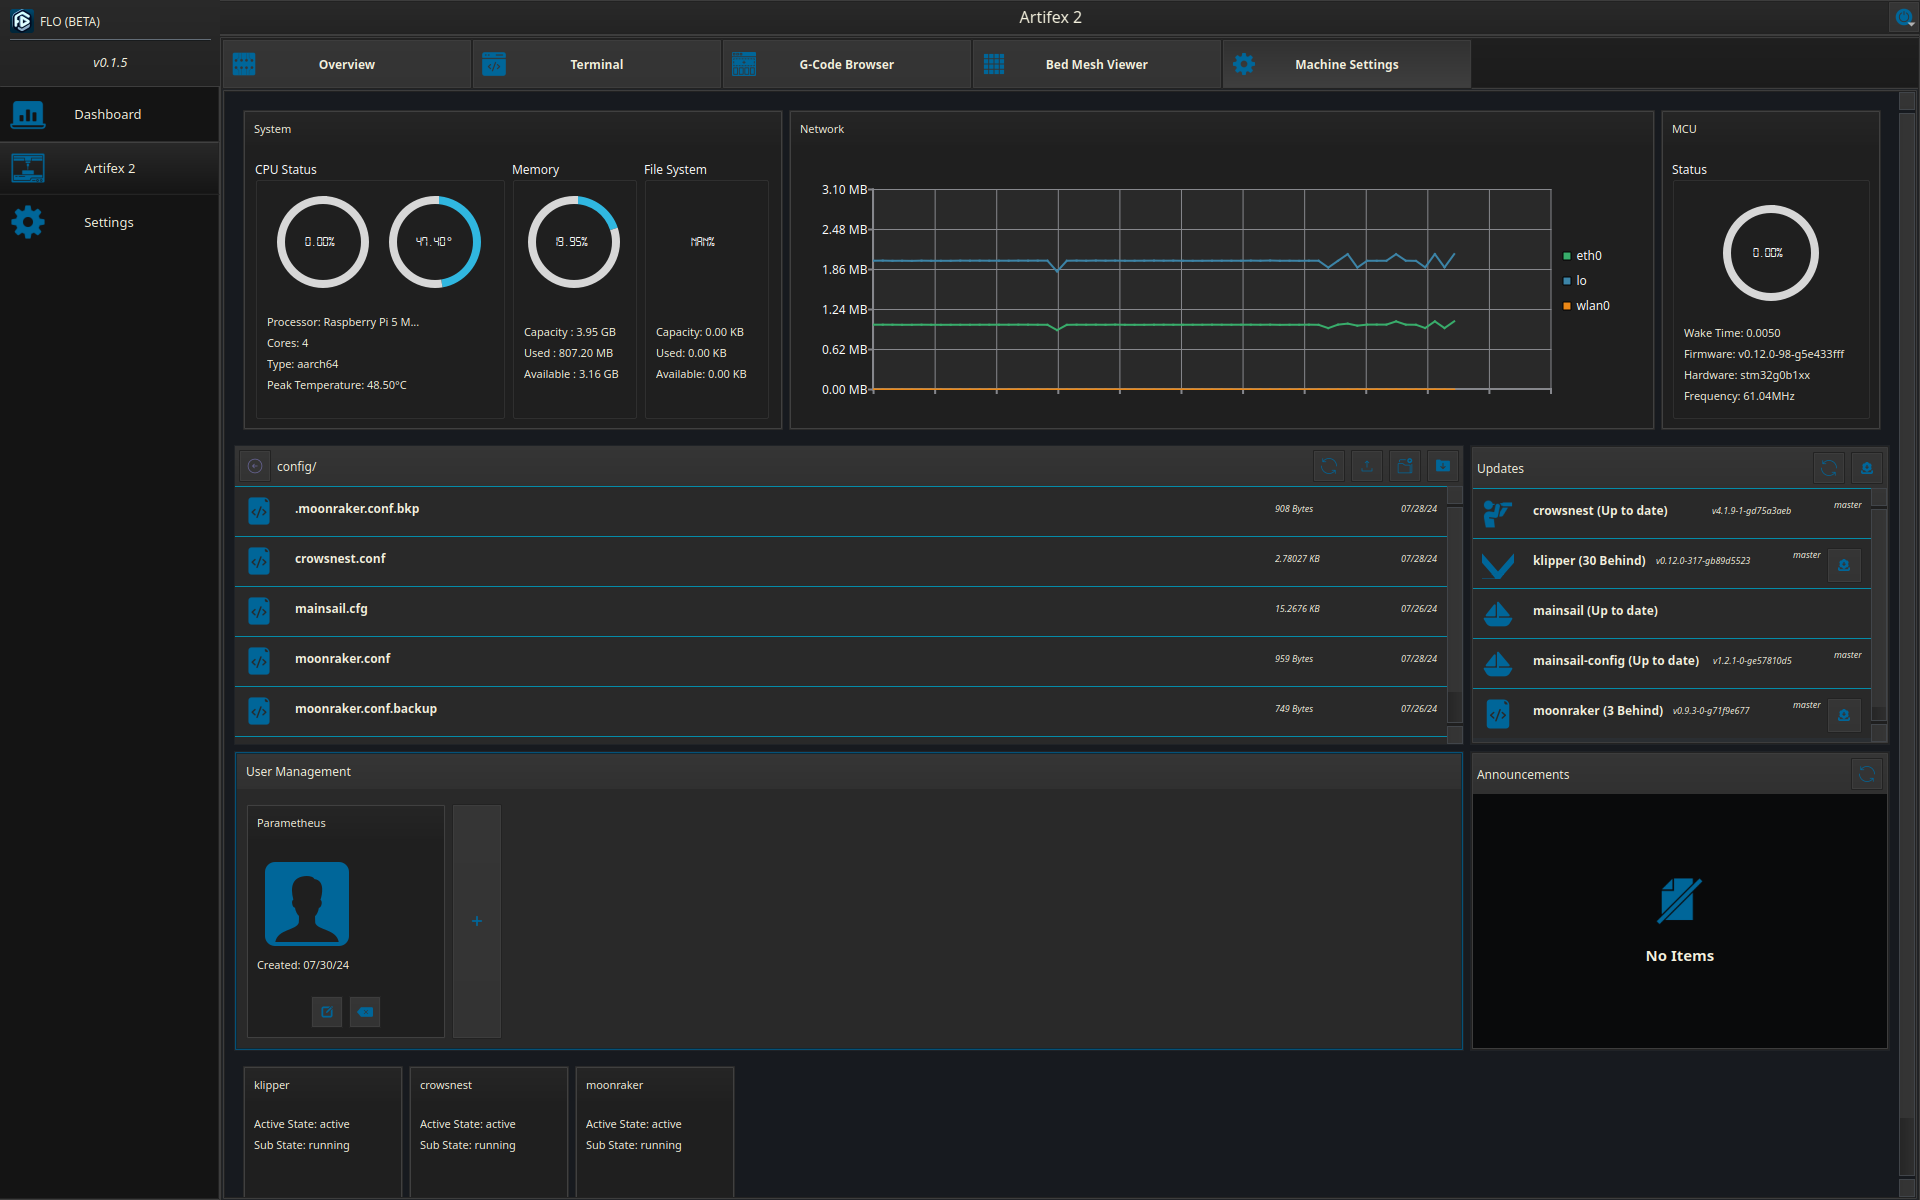 FLO (BETA)
v0.1.5
Dashboard
Artifex 2
Settings
Artifex 2
Overview
Terminal
G-Code Browser
Bed Mesh Viewer
Machine Settings
System
CPU Status
0.00%
47.40°
Processor: Raspberry Pi 5 M...
Cores: 4
Type: aarch64
Peak Temperature: 48.50°C
Memory
19.95%
Capacity : 3.95 GB
Used : 807.20 MB
Available : 3.16 GB
File System
NAN%
Capacity: 0.00 KB
Used: 0.00 KB
Available: 0.00 KB
Network
3.10 MB
2.48 MB
1.86 MB
1.24 MB
0.62 MB
0.00 MB
eth0
lo
wlan0
MCU
Status
0.00%
Wake Time: 0.0050
Firmware: v0.12.0-98-g5e433fff
Hardware: stm32g0b1xx
Frequency: 61.04MHz
config/
.moonraker.conf.bkp 908 Bytes 07/28/24
crowsnest.conf 2.78027 KB 07/28/24
mainsail.cfg 15.2676 KB 07/26/24
moonraker.conf 959 Bytes 07/28/24
moonraker.conf.backup 749 Bytes 07/26/24
Updates
crowsnest (Up to date) v4.1.9-1-gd75a3aeb master
klipper (30 Behind) v0.12.0-317-gb89d5523 master
mainsail (Up to date)
mainsail-config (Up to date) v1.2.1-0-ge57810d5 master
moonraker (3 Behind) v0.9.3-0-g71f9e677 master
User Management
Parametheus
Created: 07/30/24
+
Announcements
No Items
klipper
Active State: active
Sub State: running
crowsnest
Active State: active
Sub State: running
moonraker
Active State: active
Sub State: running